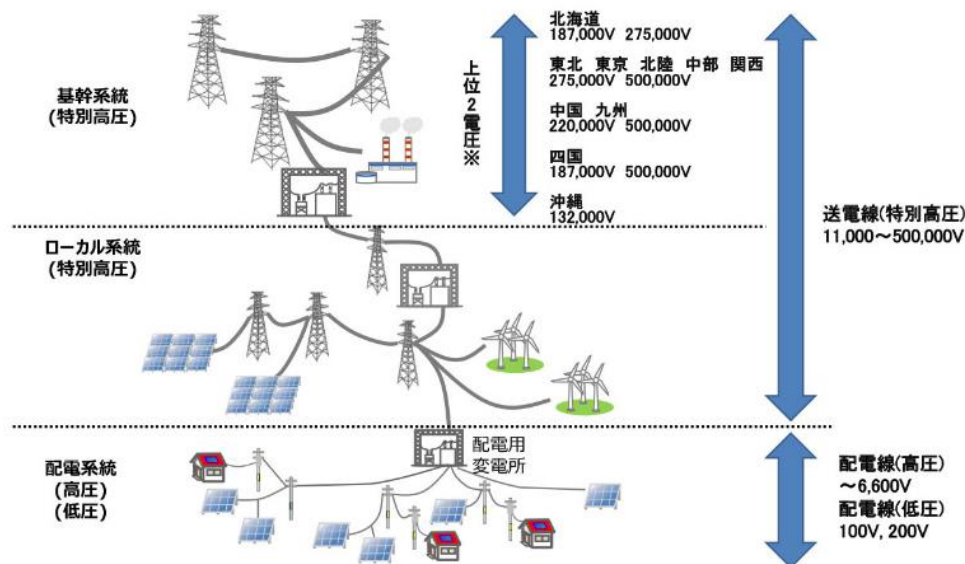 基幹系統
(特別高圧)
上位2電圧※
北海道
187,000V 275,000V
東北 東京 北陸 中部 関西
275,000V 500,000V
中国 九州
220,000V 500,000V
四国
187,000V 500,000V
沖縄
132,000V
送電線(特別高圧)
11,000～500,000V
ローカル系統
(特別高圧)
配電用
変電所
配電系統
(高圧)
(低圧)
配電線(高圧)
～6,600V
配電線(低圧)
100V, 200V